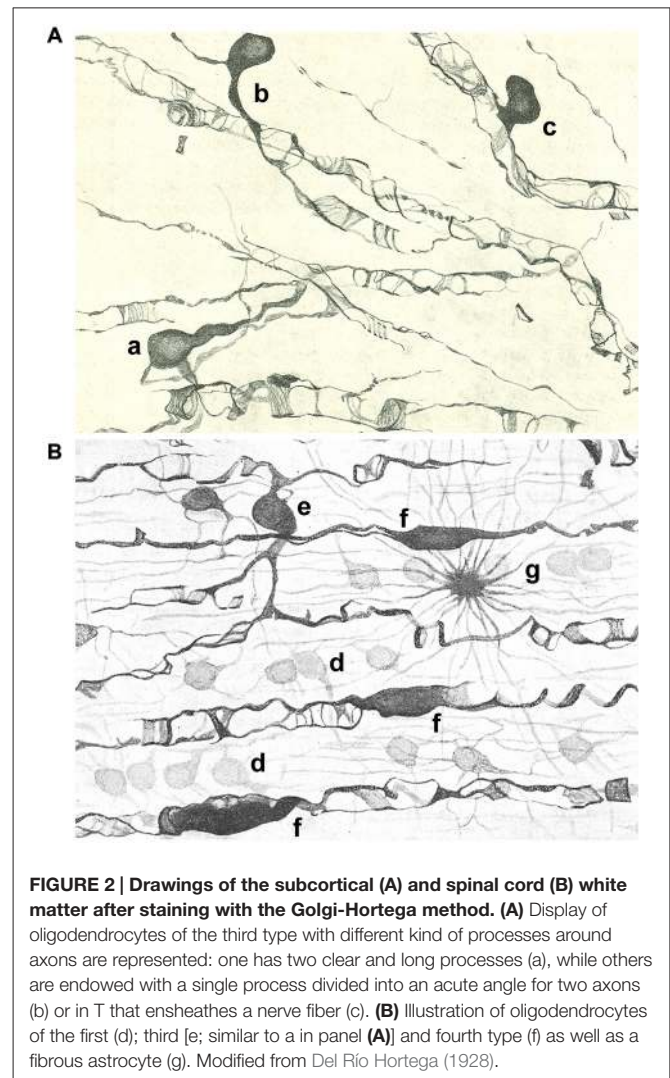 A
b
c
a
B
e
f
g
d
f
d
f
FIGURE 2 | Drawings of the subcortical (A) and spinal cord (B) white
matter after staining with the Golgi-Hortega method. (A) Display of
oligodendrocytes of the third type with different kind of processes around
axons are represented: one has two clear and long processes (a), while others
are endowed with a single process divided into an acute angle for two axons
(b) or in T that ensheathes a nerve fiber (c). (B) Illustration of oligodendrocytes
of the first (d); third [e; similar to a in panel (A)] and fourth type (f) as well as a
fibrous astrocyte (g). Modified from Del Río Hortega (1928).